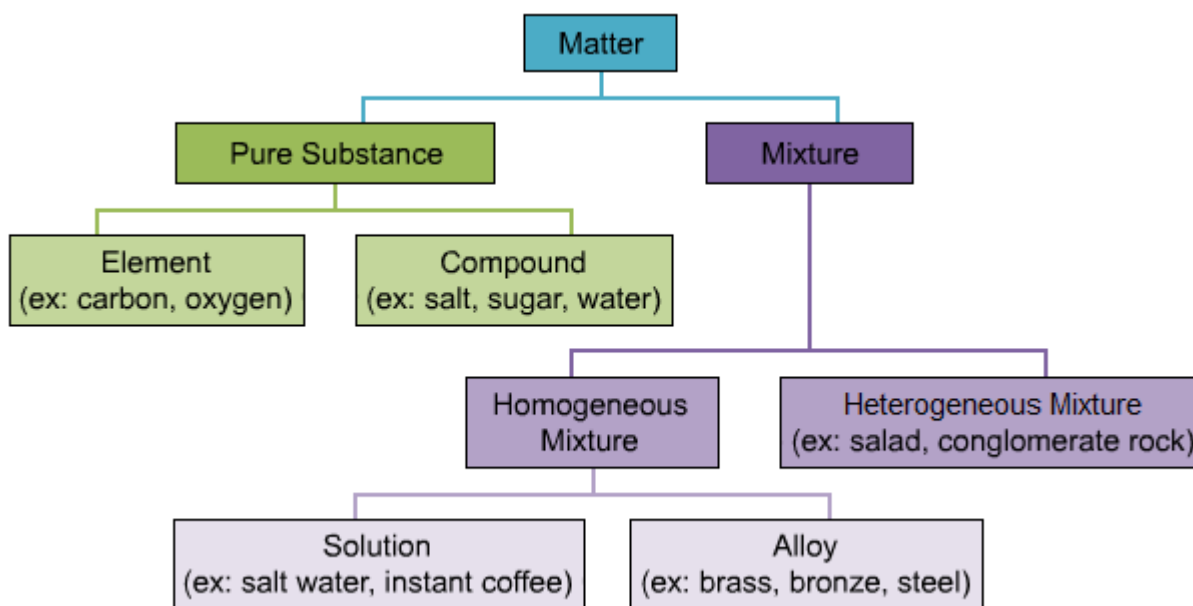 Matter
Pure Substance
Mixture
Element
(ex: carbon, oxygen)
Compound
(ex: salt, sugar, water)
Homogeneous
Mixture
Heterogeneous Mixture
(ex: salad, conglomerate rock)
Solution
(ex: salt water, instant coffee)
Alloy
(ex: brass, bronze, steel)